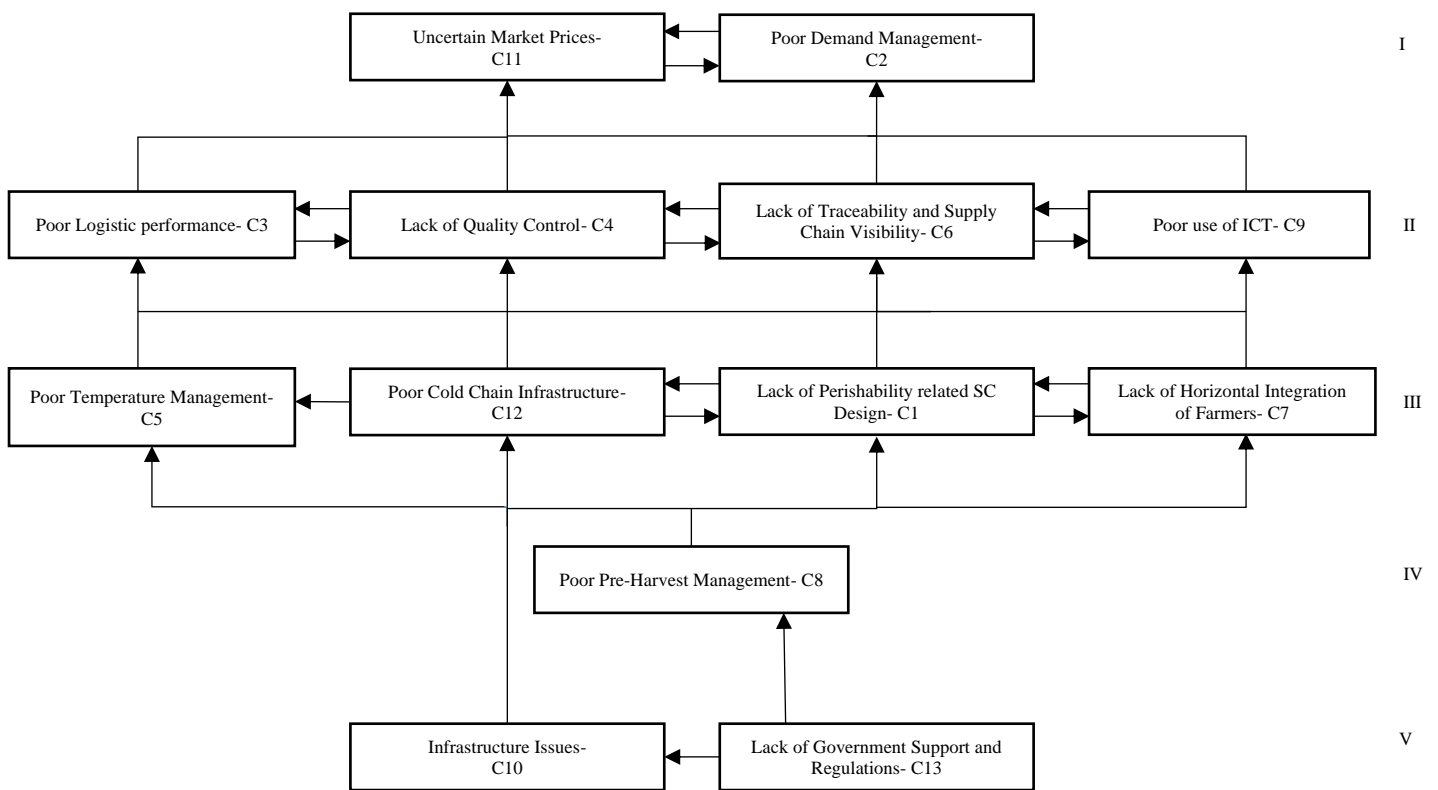 Uncertain Market Prices-
C11
Poor Demand Management-
C2
I
Poor Logistic performance- C3
Lack of Quality Control- C4
Lack of Traceability and Supply
Chain Visibility- C6
Poor use of ICT- C9
II
Poor Temperature Management-
C5
Poor Cold Chain Infrastructure-
C12
Lack of Perishability related SC
Design- C1
Lack of Horizontal Integration
of Farmers- C7
III
Poor Pre-Harvest Management- C8
IV
Infrastructure Issues-
C10
Lack of Government Support and
Regulations- C13
V